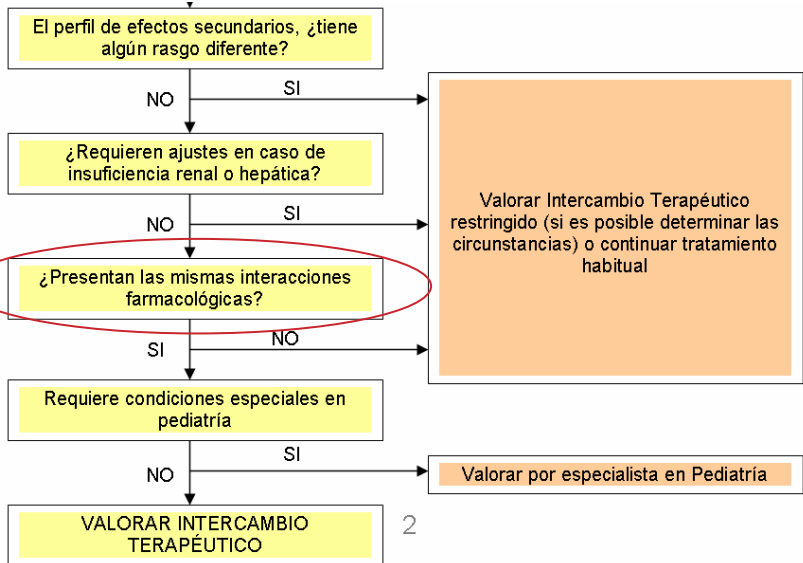 El perfil de efectos secundarios, ¿tiene
algún rasgo diferente?
SI
NO
¿Requieren ajustes en caso de
insuficiencia renal o hepática?
Valorar Intercambio Terapéutico
restringido (si es posible determinar las
circunstancias) o continuar tratamiento
habitual
SI
NO
¿Presentan las mismas interacciones
farmacológicas?
NO
SI
Requiere condiciones especiales en
pediatría
SI
NO
Valorar por especialista en Pediatría
VALORAR INTERCAMBIO
TERAPÉUTICO
2